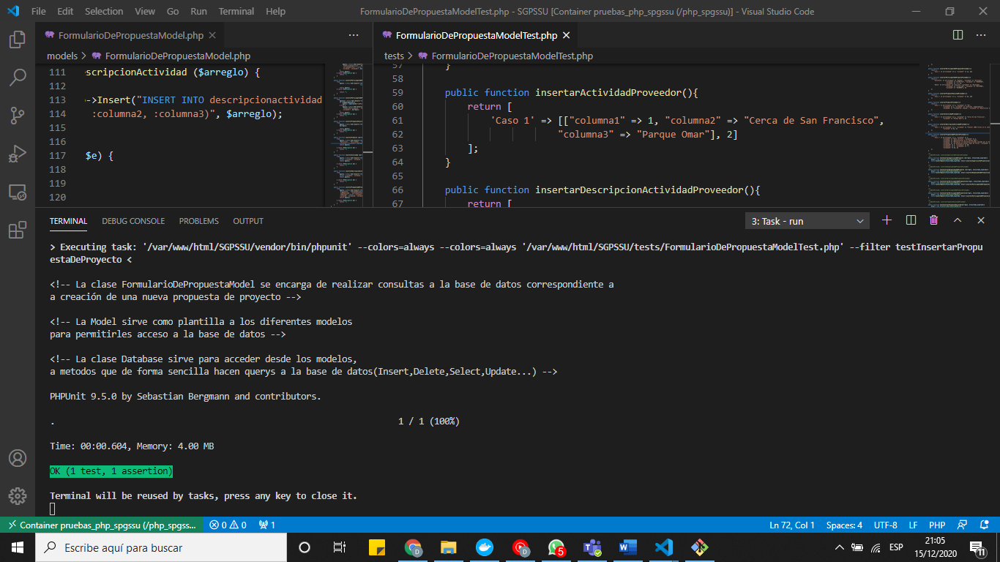 File Edit Selection View Go Run Terminal Help FormularioDePropuestaModelTest.php - SGPSSU [Container pruebas_php_spgssu (/php_spgssu)] - Visual Studio Code
FormularioDePropuestaModel.php
models > FormularioDePropuestaModel.php
111 scripcionActividad ($arreglo) {
112
113 ->Insert("INSERT INTO descripcionactividad
114 :columna2, :columna3)", $arreglo);
115
116
117 $e) {
118
119
120
FormularioDePropuestaModelTest.php
tests > FormularioDePropuestaModelTest.php
57 }
58
59 public function insertarActividadProveedor(){
60 return [
61 'Caso 1' => [["columna1" => 1, "columna2" => "Cerca de San Francisco",
62 "columna3" => "Parque Omar"], 2]
63 ];
64 }
65
66 public function insertarDescripcionActividadProveedor(){
67 return [
TERMINAL DEBUG CONSOLE PROBLEMS OUTPUT 3: Task - run
> Executing task: '/var/www/html/SGPSSU/vendor/bin/phpunit' --colors=always --colors=always '/var/www/html/SGPSSU/tests/FormularioDePropuestaModelTest.php' --filter testInsertarPropu
estaDeProyecto <
<!-- La clase FormularioDePropuestaModel se encarga de realizar consultas a la base de datos correspondiente a
a creación de una nueva propuesta de proyecto -->
<!-- La Model sirve como plantilla a los diferentes modelos
para permitirles acceso a la base de datos -->
<!-- La clase Database sirve para acceder desde los modelos,
a metodos que de forma sencilla hacen querys a la base de datos(Insert,Delete,Select,Update...) -->
PHPUnit 9.5.0 by Sebastian Bergmann and contributors.
. 1 / 1 (100%)
Time: 00:00.604, Memory: 4.00 MB
OK (1 test, 1 assertion)
Terminal will be reused by tasks, press any key to close it.
Container pruebas_php_spgssu (/php_spgss... 0 0 1 Ln 72, Col 1 Spaces: 4 UTF-8 LF PHP
Escribe aquí para buscar
5
ESP
21:05
15/12/2020
11